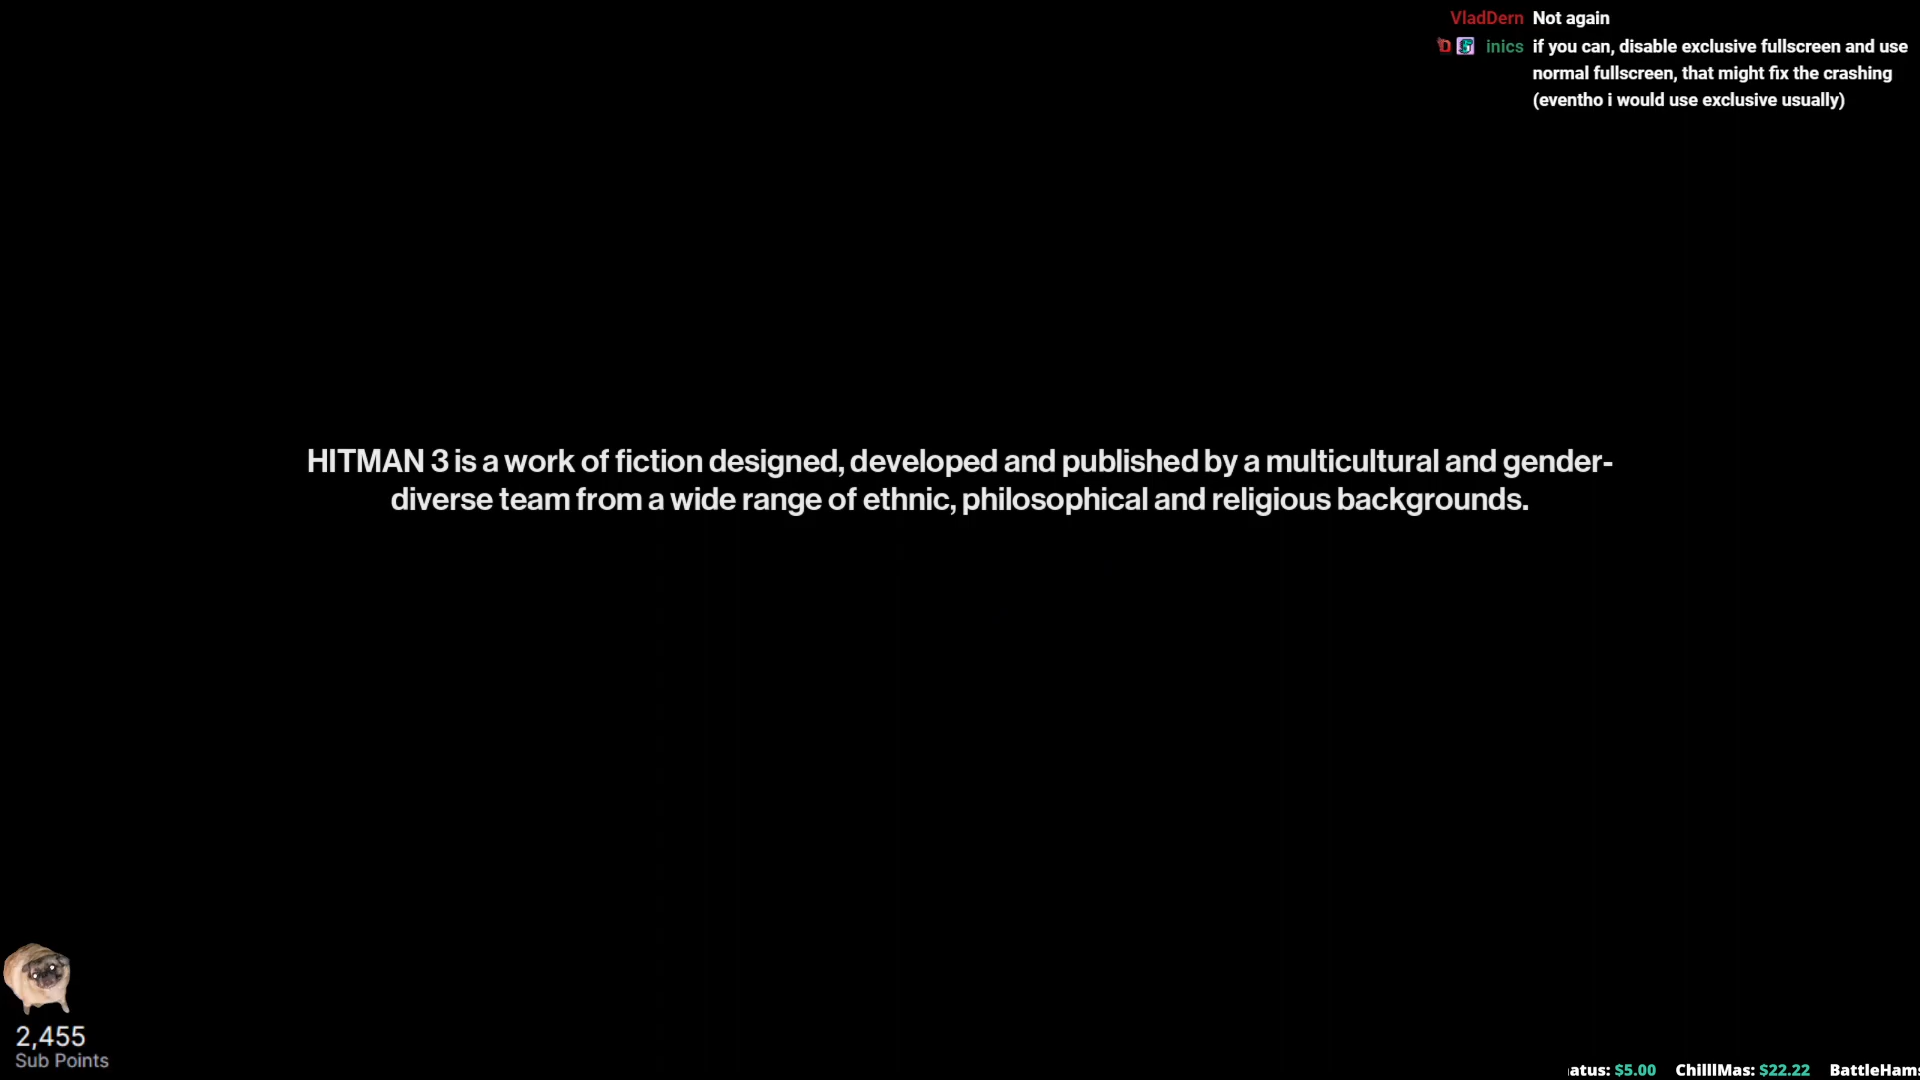 VladDern Not again
inics if you can, disable exclusive fullscreen and use
normal fullscreen, that might fix the crashing
(eventho i would use exclusive usually)
HITMAN 3 is a work of fiction designed, developed and published by a multicultural and gender-
diverse team from a wide range of ethnic, philosophical and religious backgrounds.
2,455
Sub Points
atus: $5.00 ChilllMas: $22.22 BattleHams